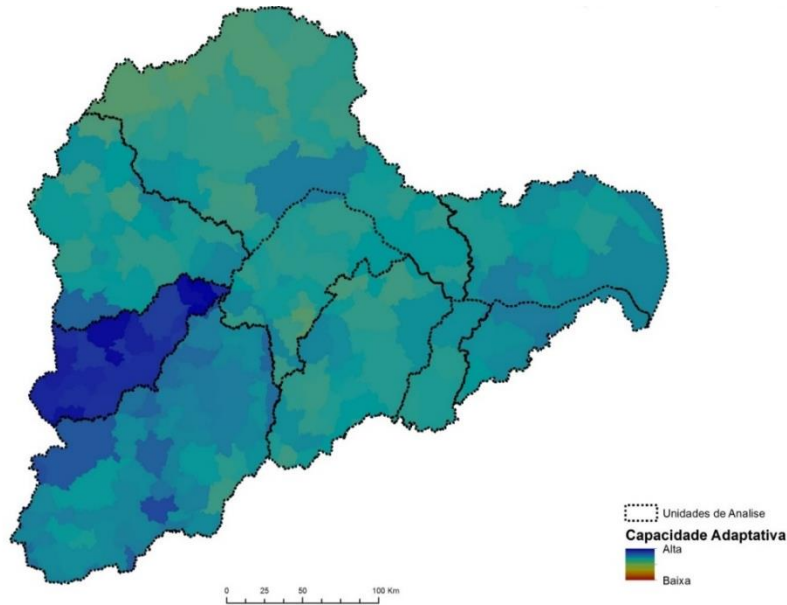 Unidades de Analise
Capacidade Adaptativa
Alta
Baixa
0 25 50 100 Km